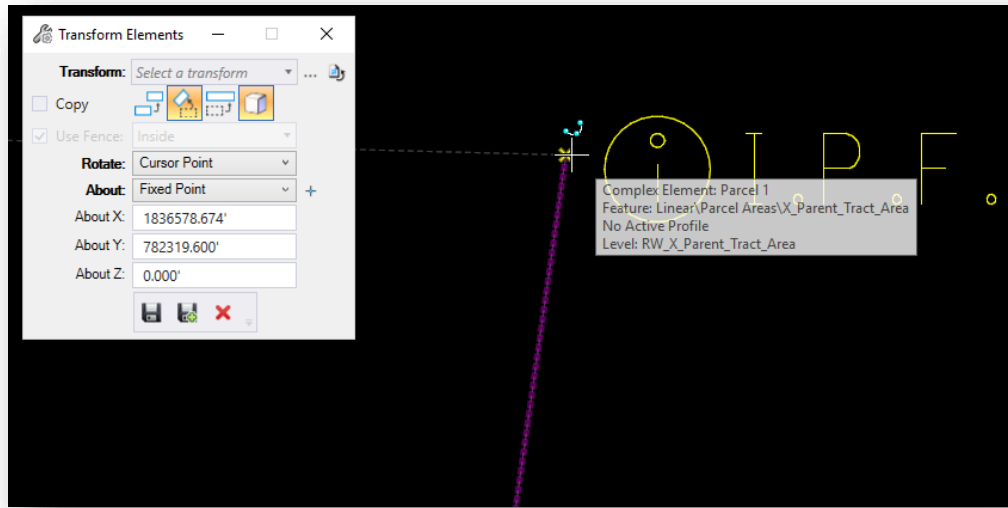 Transform Elements
Transform: Select a transform
Copy
Use Fence: Inside
Rotate: Cursor Point
About: Fixed Point
About X: 1836578.674'
About Y: 782319.600'
About Z: 0.000'
i I.P.F.
Complex Element: Parcel 1
Feature: Linear\Parcel Areas\X_Parent_Tract_Area
No Active Profile
Level: RW_X_Parent_Tract_Area